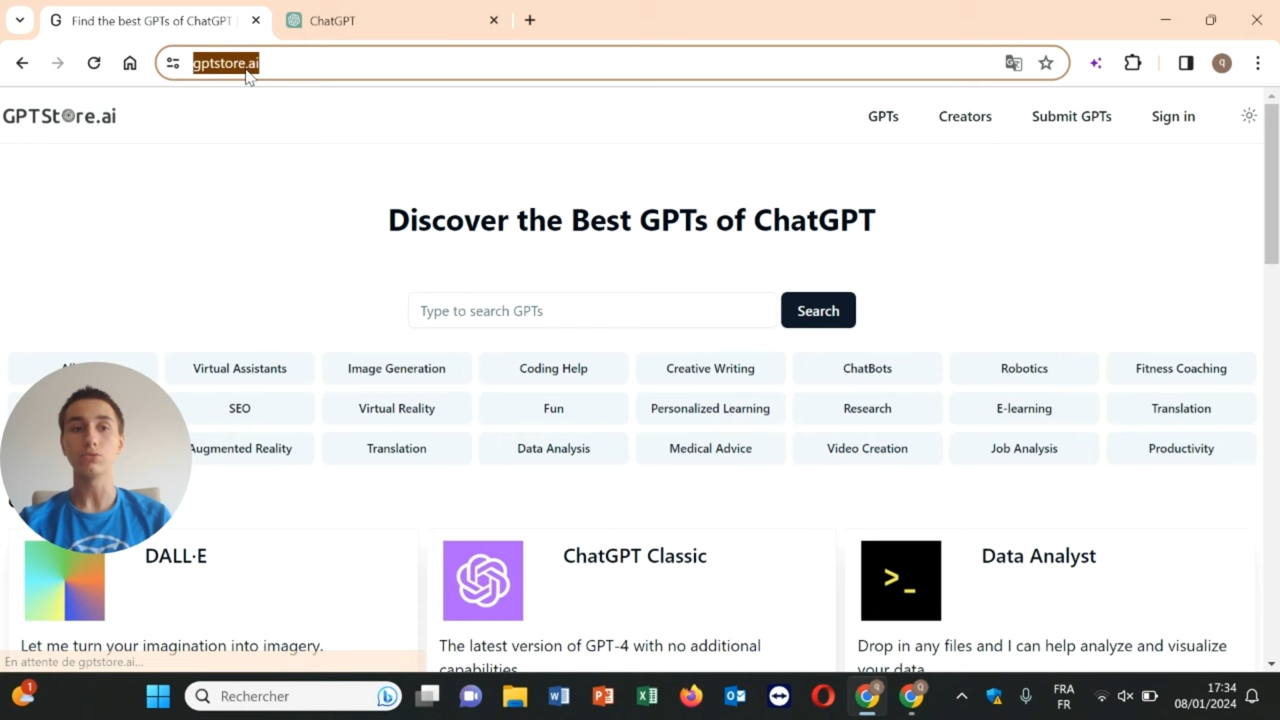 Find the best GPTs of ChatGPT
ChatGPT
gptstore.ai
q
GPTStore.ai
GPTs
Creators
Submit GPTs
Sign in
Discover the Best GPTs of ChatGPT
Type to search GPTs
Search
Virtual Assistants
Image Generation
Coding Help
Creative Writing
ChatBots
Robotics
Fitness Coaching
SEO
Virtual Reality
Fun
Personalized Learning
Research
E-learning
Translation
Augmented Reality
Translation
Data Analysis
Medical Advice
Video Creation
Job Analysis
Productivity
DALL·E
ChatGPT Classic
Data Analyst
Let me turn your imagination into imagery.
The latest version of GPT-4 with no additional
capabilities
Drop in any files and I can help analyze and visualize
your data
En attente de gptstore.ai...
1
Rechercher
FRA
FR
17:34
08/01/2024